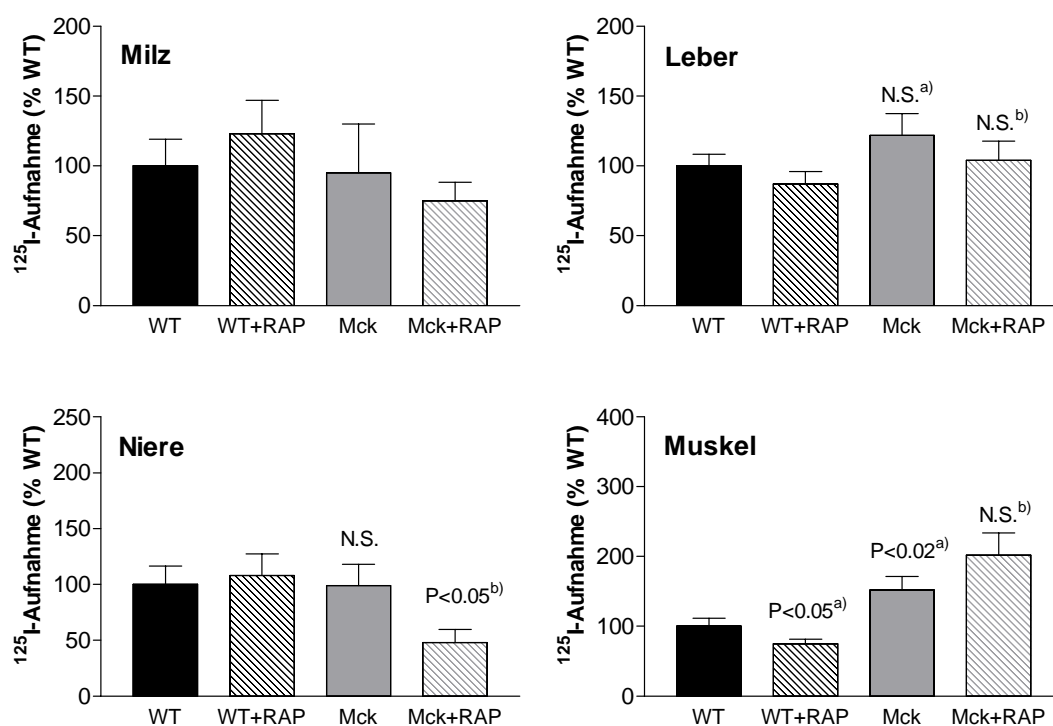 Milz
¹²⁵I-Aufnahme (% WT)
200
150
100
50
0
WT WT+RAP Mck Mck+RAP
Leber
¹²⁵I-Aufnahme (% WT)
200
150
100
50
0
N.S.ᵃ⁾
N.S.ᵇ⁾
WT WT+RAP Mck Mck+RAP
Niere
¹²⁵I-Aufnahme (% WT)
250
200
150
100
50
0
N.S.
P<0.05ᵇ⁾
WT WT+RAP Mck Mck+RAP
Muskel
¹²⁵I-Aufnahme (% WT)
400
300
200
100
0
P<0.05ᵃ⁾
P<0.02ᵃ⁾
N.S.ᵇ⁾
WT WT+RAP Mck Mck+RAP